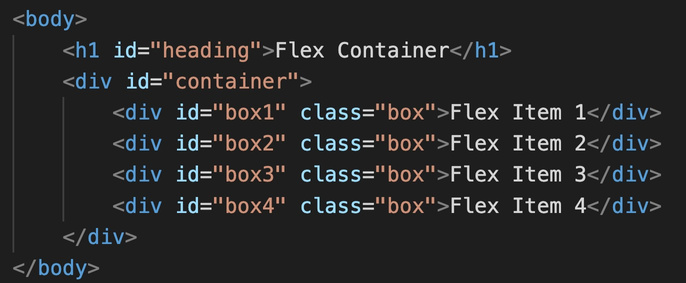 <body>
<h1 id="heading">Flex Container</h1>
<div id="container">
<div id="box1" class="box">Flex Item 1</div>
<div id="box2" class="box">Flex Item 2</div>
<div id="box3" class="box">Flex Item 3</div>
<div id="box4" class="box">Flex Item 4</div>
</div>
</body>